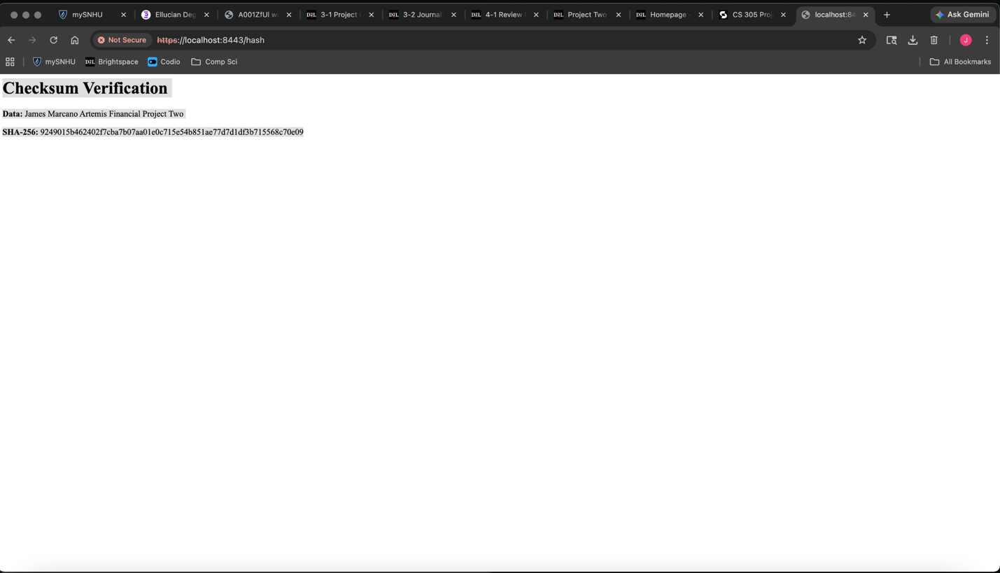 mySNHU
Ellucian Deg
A001ZfUI w
3-1 Project
3-2 Journal
4-1 Review
Project Two
Homepage -
CS 305 Proj
localhost:84
Ask Gemini
Not Secure https://localhost:8443/hash
J
mySNHU
D2L Brightspace
Codio
Comp Sci
All Bookmarks
Checksum Verification
Data: James Marcano Artemis Financial Project Two
SHA-256: 9249015b462402f7cba7b07aa01e0c715e54b851ae77d7d1df3b715568c70e09